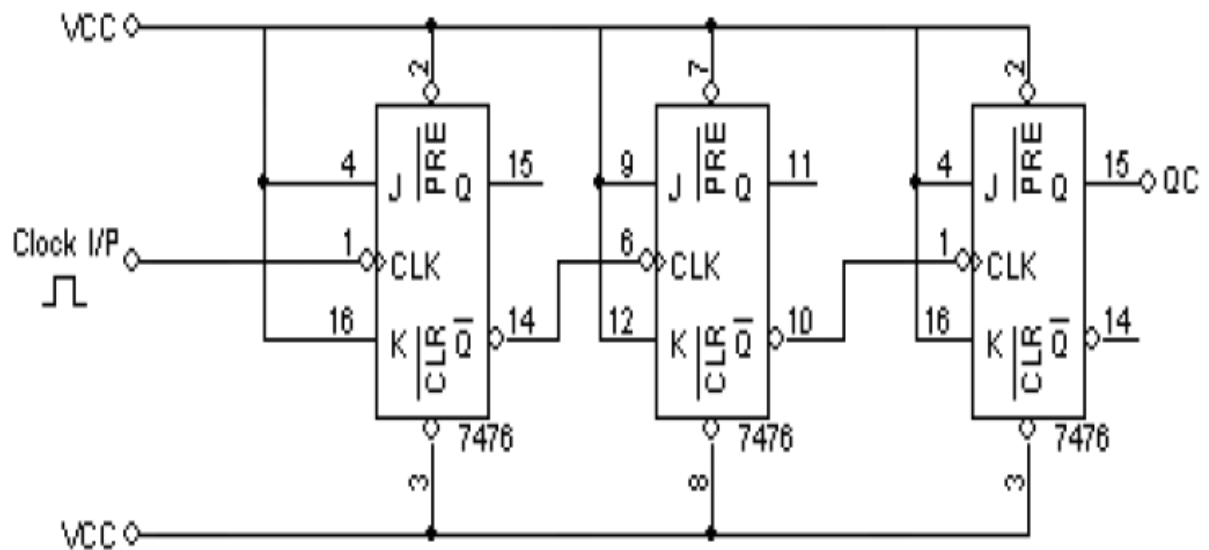 VCC
2 7 2
4 J PRE Q 15 9 J PRE Q 11 4 J PRE Q 15 QC
Clock I/P 1 CLK 6 CLK 1 CLK
16 K CLR Q̅ 14 12 K CLR Q̅ 10 16 K CLR Q̅ 14
7476 7476 7476
3 8 3
VCC